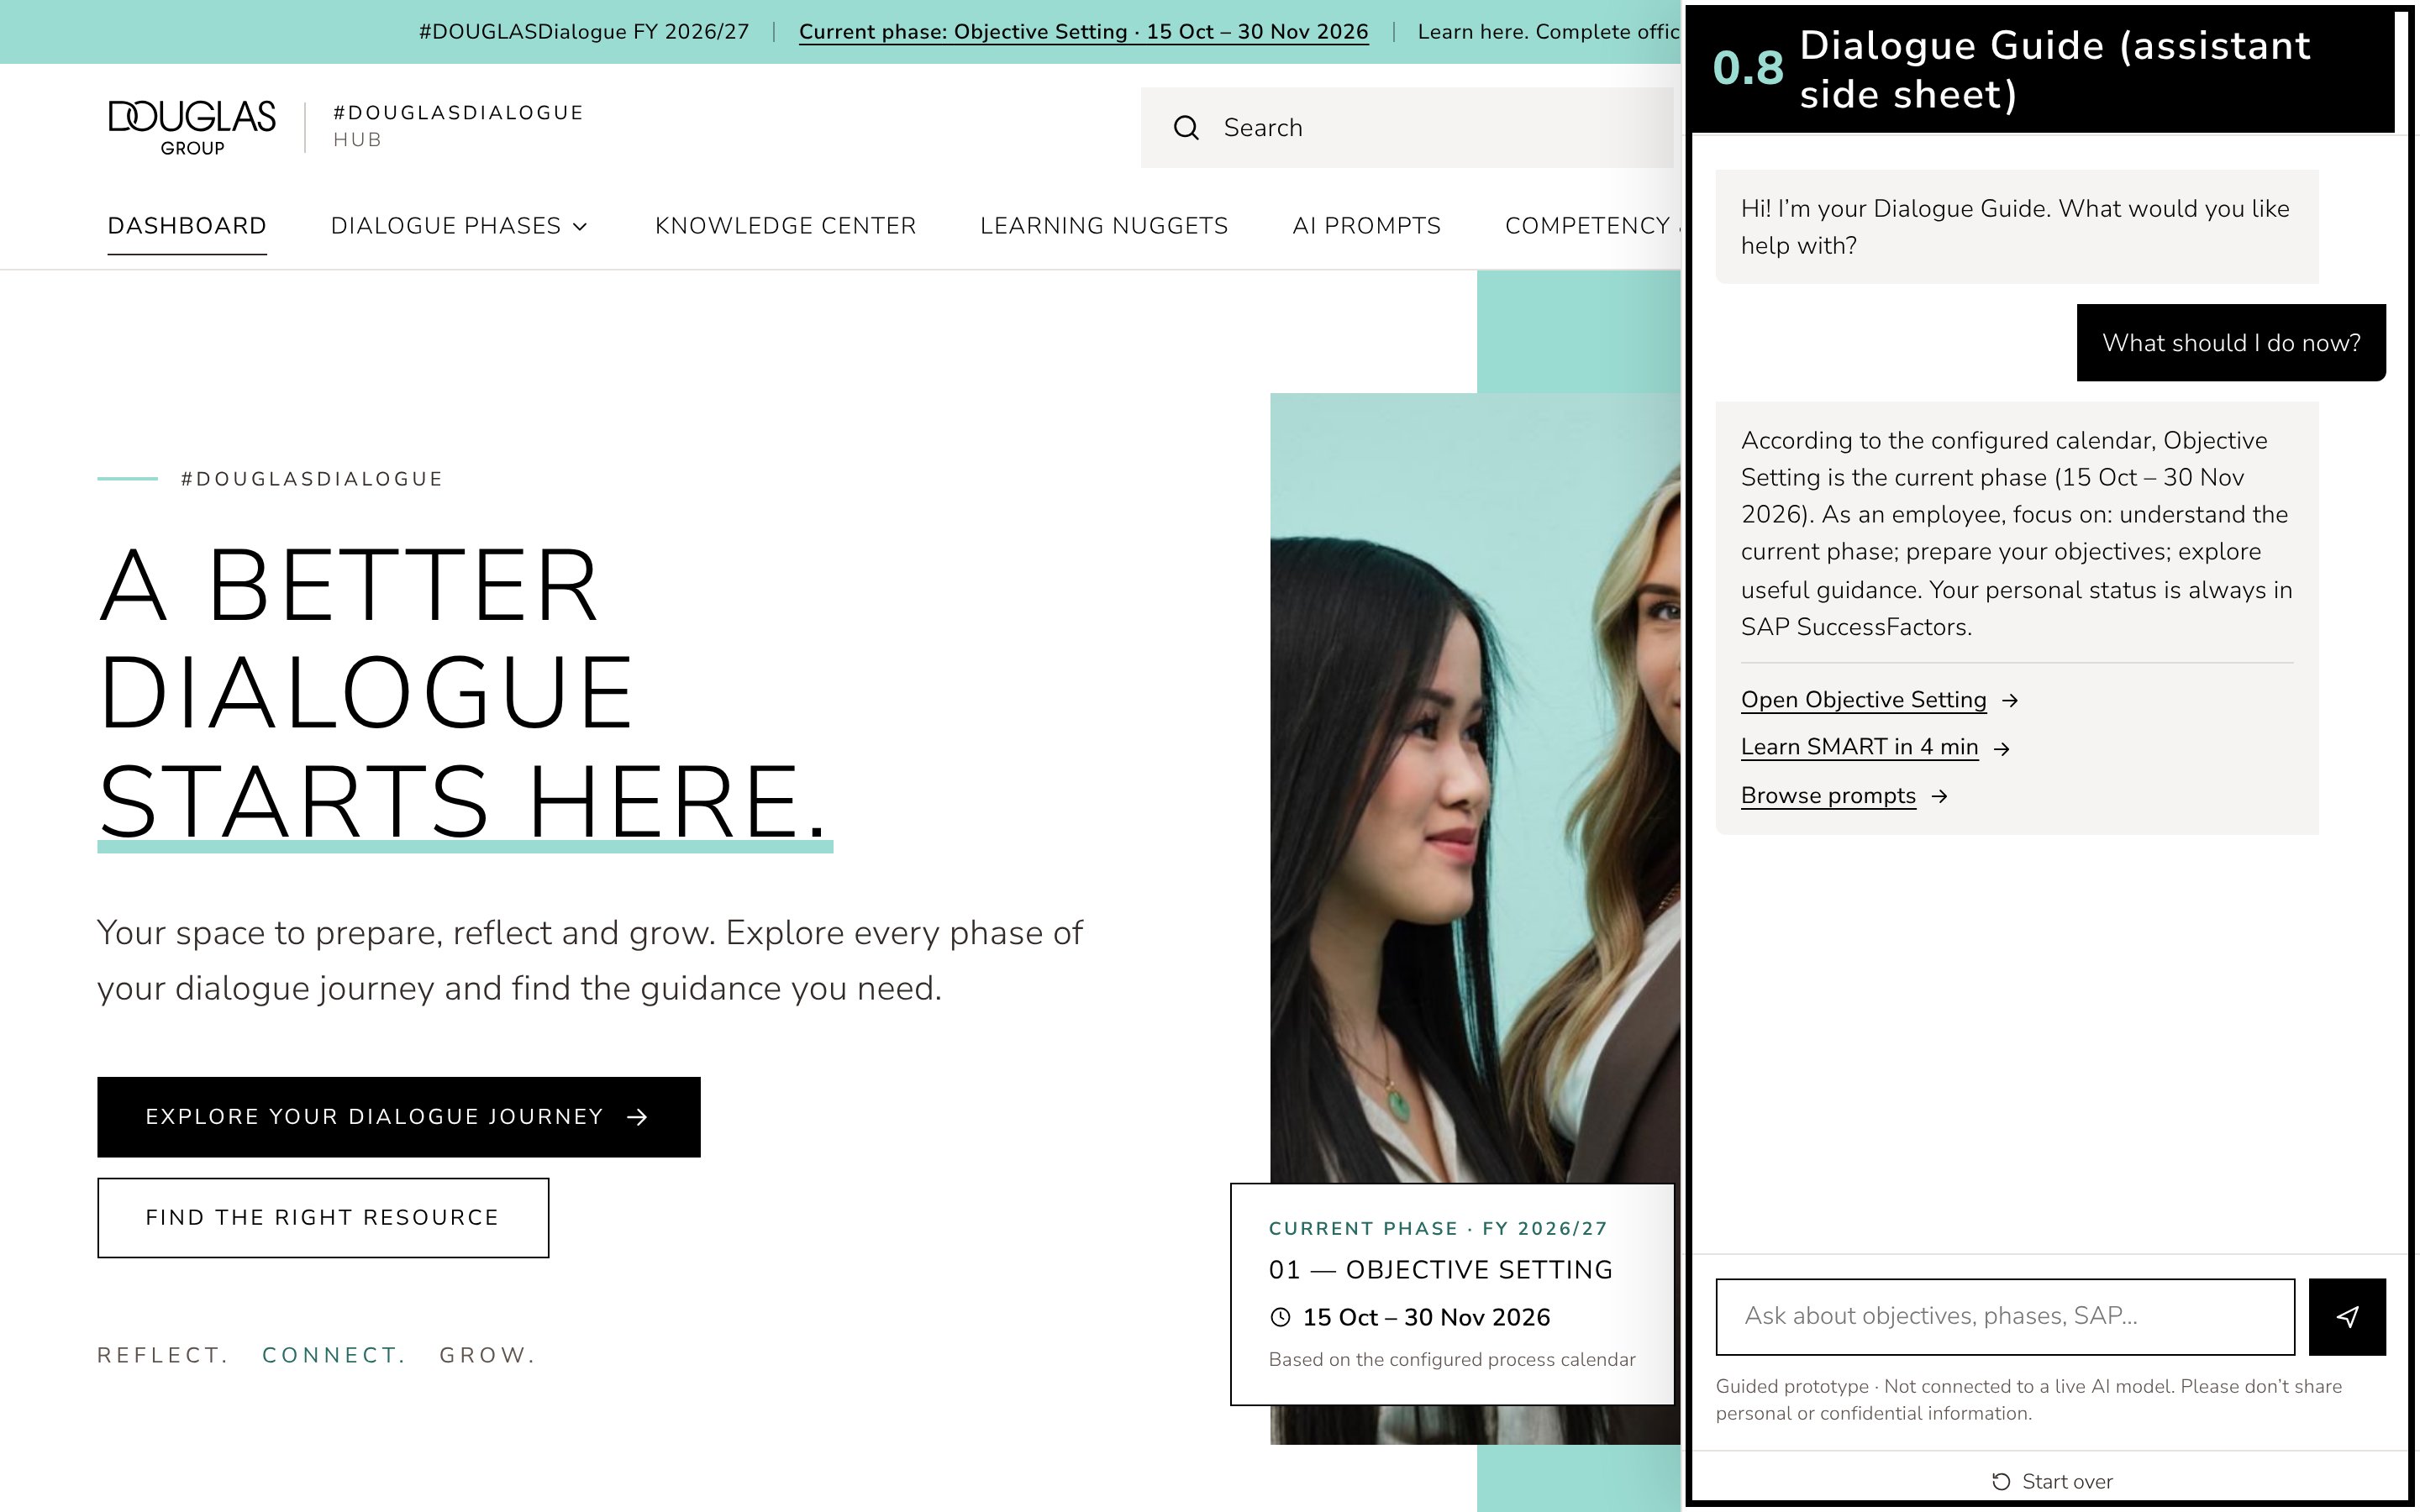 #DOUGLASDialogue FY 2026/27
Current phase: Objective Setting · 15 Oct – 30 Nov 2026
Learn here. Complete
DOUGLAS
GROUP
#DOUGLASDIALOGUE
HUB
Search
DASHBOARD
DIALOGUE PHASES
KNOWLEDGE CENTER
LEARNING NUGGETS
AI PROMPTS
COMPETENCY
#DOUGLASDIALOGUE
A BETTER
DIALOGUE
STARTS HERE.
Your space to prepare, reflect and grow. Explore every phase of
your dialogue journey and find the guidance you need.
EXPLORE YOUR DIALOGUE JOURNEY →
FIND THE RIGHT RESOURCE
REFLECT. CONNECT. GROW.
CURRENT PHASE · FY 2026/27
01 — OBJECTIVE SETTING
15 Oct – 30 Nov 2026
Based on the configured process calendar
0.8 Dialogue Guide (assistant
side sheet)
Hi! I’m your Dialogue Guide. What would you like
help with?
What should I do now?
According to the configured calendar, Objective
Setting is the current phase (15 Oct – 30 Nov
2026). As an employee, focus on: understand the
current phase; prepare your objectives; explore
useful guidance. Your personal status is always in
SAP SuccessFactors.
Open Objective Setting →
Learn SMART in 4 min →
Browse prompts →
Ask about objectives, phases, SAP...
Guided prototype · Not connected to a live AI model. Please don’t share
personal or confidential information.
Start over